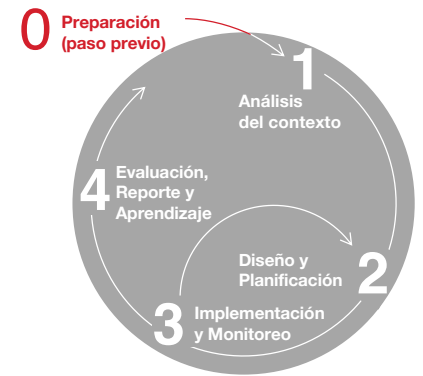 0 Preparación
(paso previo)
1
Análisis
del contexto
4 Evaluación,
Reporte y
Aprendizaje
Diseño y
Planificación 2
3 Implementación
y Monitoreo